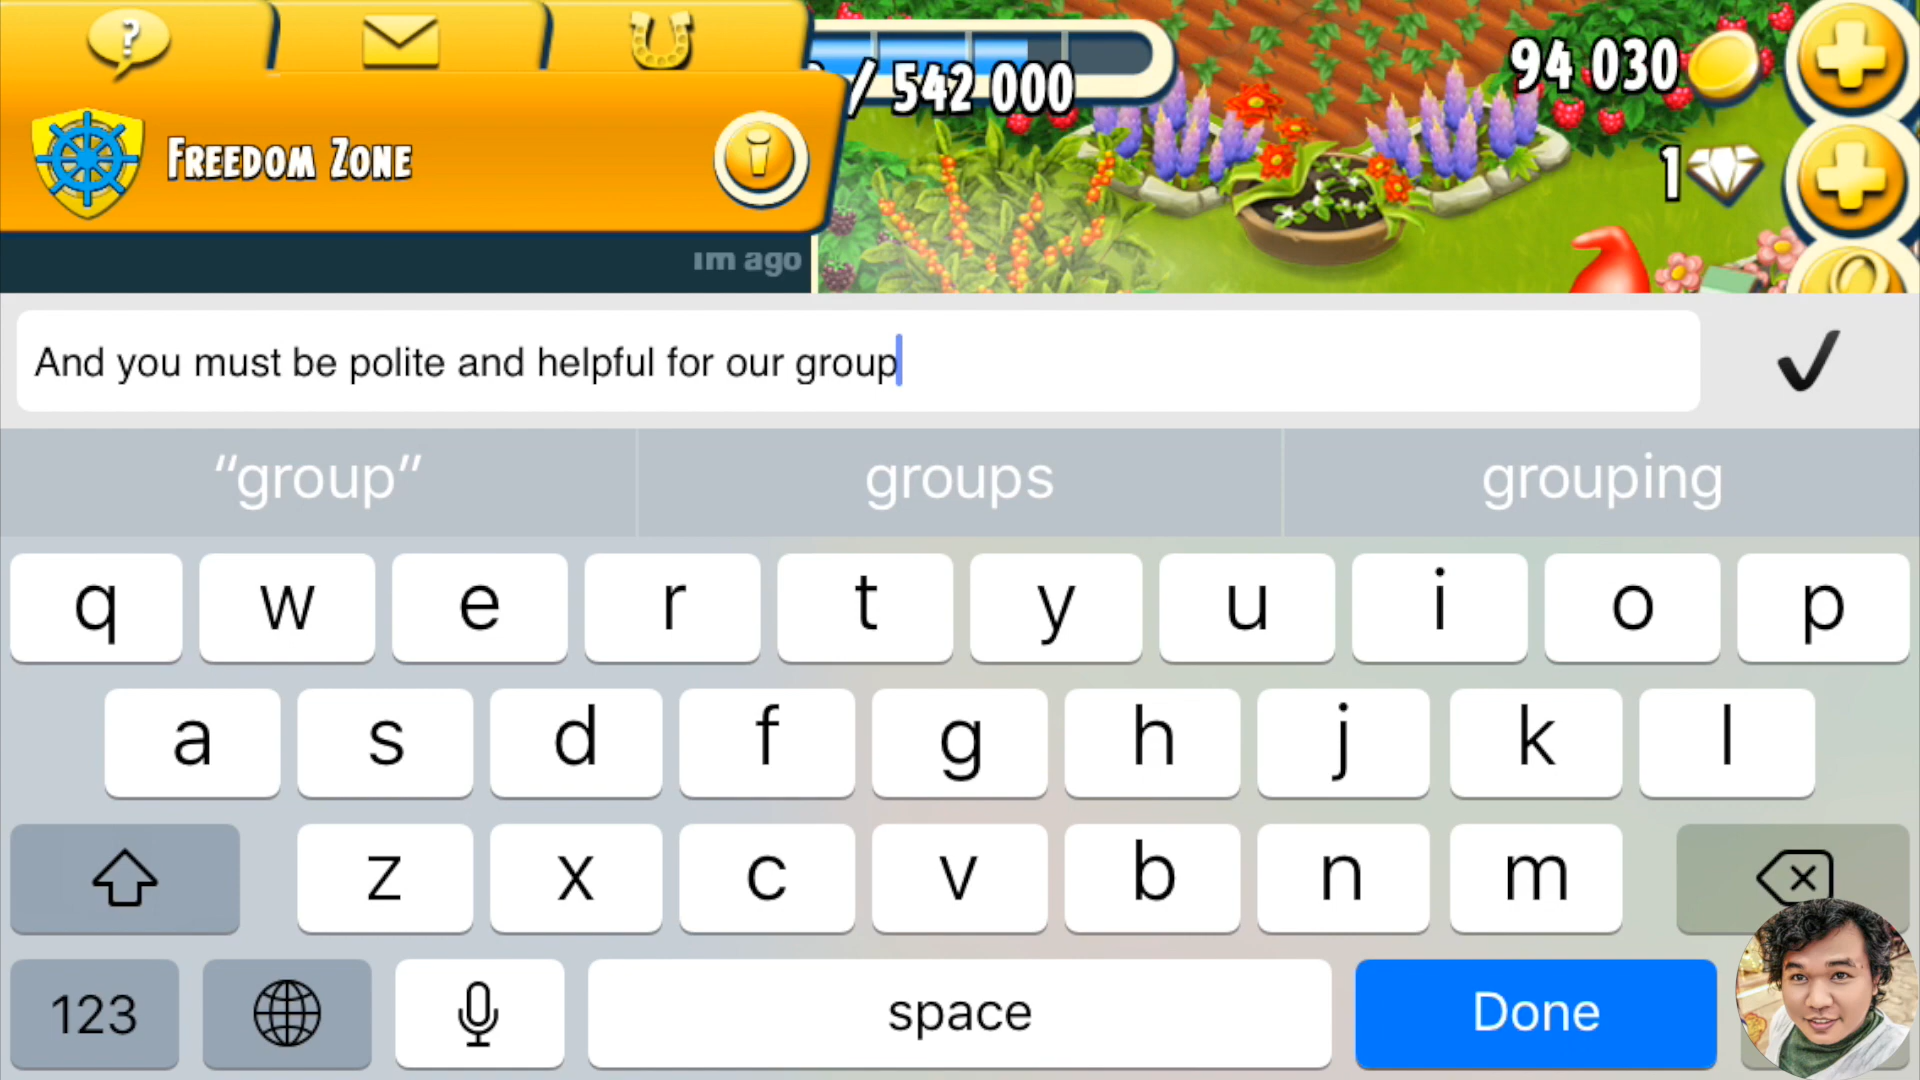 ?
/ 542 000
94 030
FREEDOM ZONE
i
1
1m ago
And you must be polite and helpful for our group
"group" groups grouping
q w e r t y u i o p
a s d f g h j k l
z x c v b n m
123 space Done